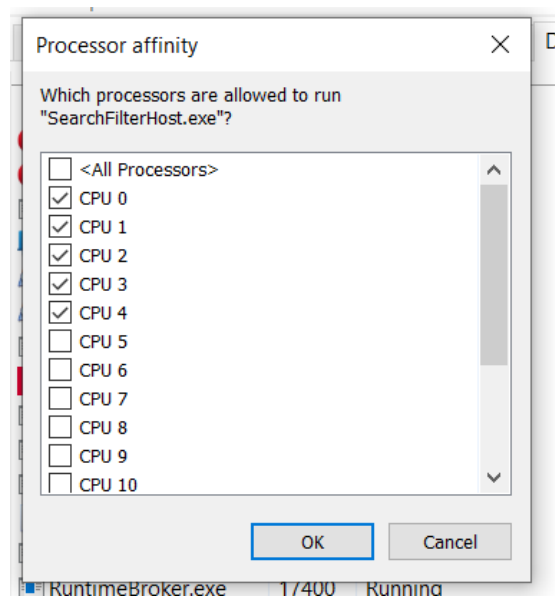 Processor affinity
D
Which processors are allowed to run
"SearchFilterHost.exe"?
<All Processors>
CPU 0
CPU 1
CPU 2
CPU 3
CPU 4
CPU 5
CPU 6
CPU 7
CPU 8
CPU 9
CPU 10
OK Cancel
RuntimeBroker.exe 17400 Running